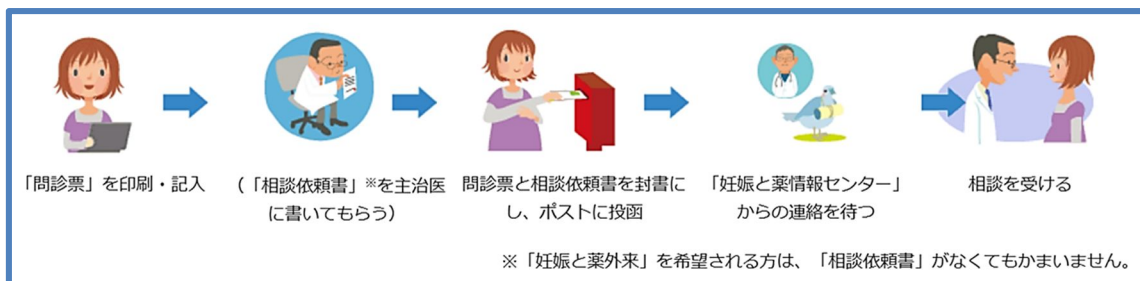 「問診票」を印刷・記入
（「相談依頼書」※を主治医
に書いてもらう）
問診票と相談依頼書を封書に
し、ポストに投函
「妊娠と薬情報センター」
からの連絡を待つ
相談を受ける
※「妊娠と薬外来」を希望される方は、「相談依頼書」がなくてもかまいません。